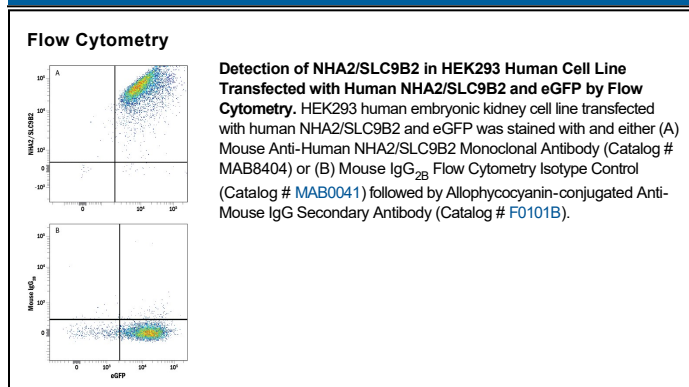 Flow Cytometry
A
NHA2 / SLC9B2
10⁵
10⁴
10³
0
-10³
0
10⁴
10⁵
B
Mouse IgG2B
10⁵
10⁴
10³
0
0
10³
10⁴
10⁵
eGFP
Detection of NHA2/SLC9B2 in HEK293 Human Cell Line
Transfected with Human NHA2/SLC9B2 and eGFP by Flow
Cytometry. HEK293 human embryonic kidney cell line transfected
with human NHA2/SLC9B2 and eGFP was stained with and either (A)
Mouse Anti-Human NHA2/SLC9B2 Monoclonal Antibody (Catalog #
MAB8404) or (B) Mouse IgG2B Flow Cytometry Isotype Control
(Catalog # MAB0041) followed by Allophycocyanin-conjugated Anti-
Mouse IgG Secondary Antibody (Catalog # F0101B).